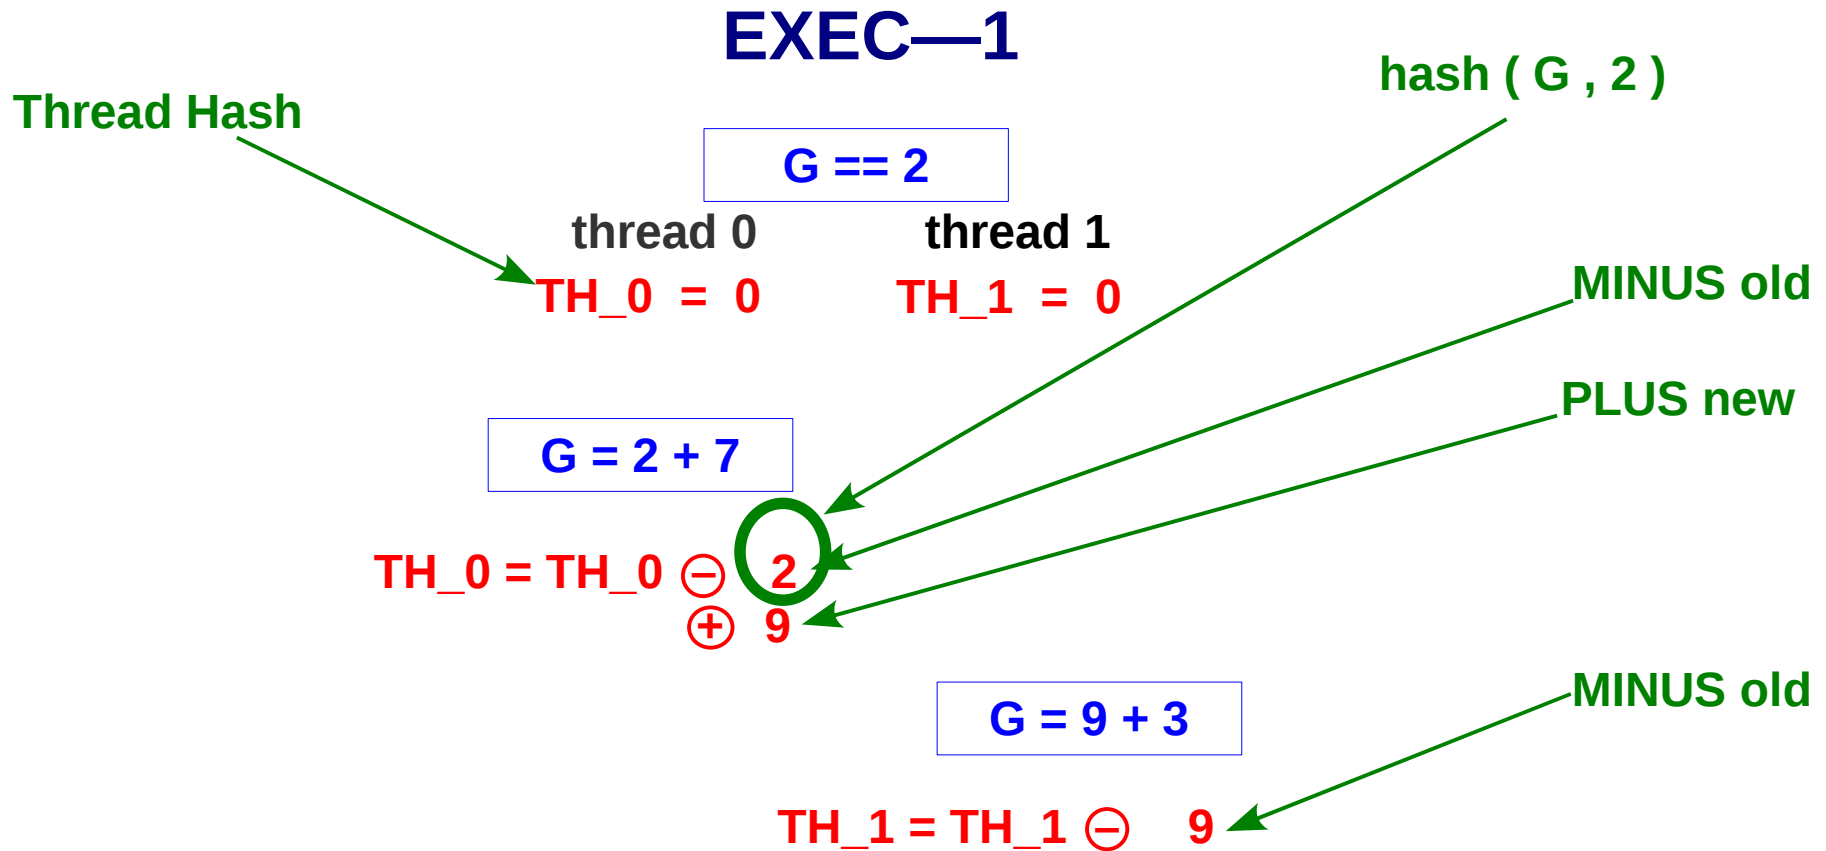 EXEC—1
hash ( G , 2 )
Thread Hash
G == 2
thread 0 thread 1
TH_0 = 0 TH_1 = 0
MINUS old
PLUS new
G = 2 + 7
TH_0 = TH_0 ⊖ 2
⊕ 9
MINUS old
G = 9 + 3
TH_1 = TH_1 ⊖ 9